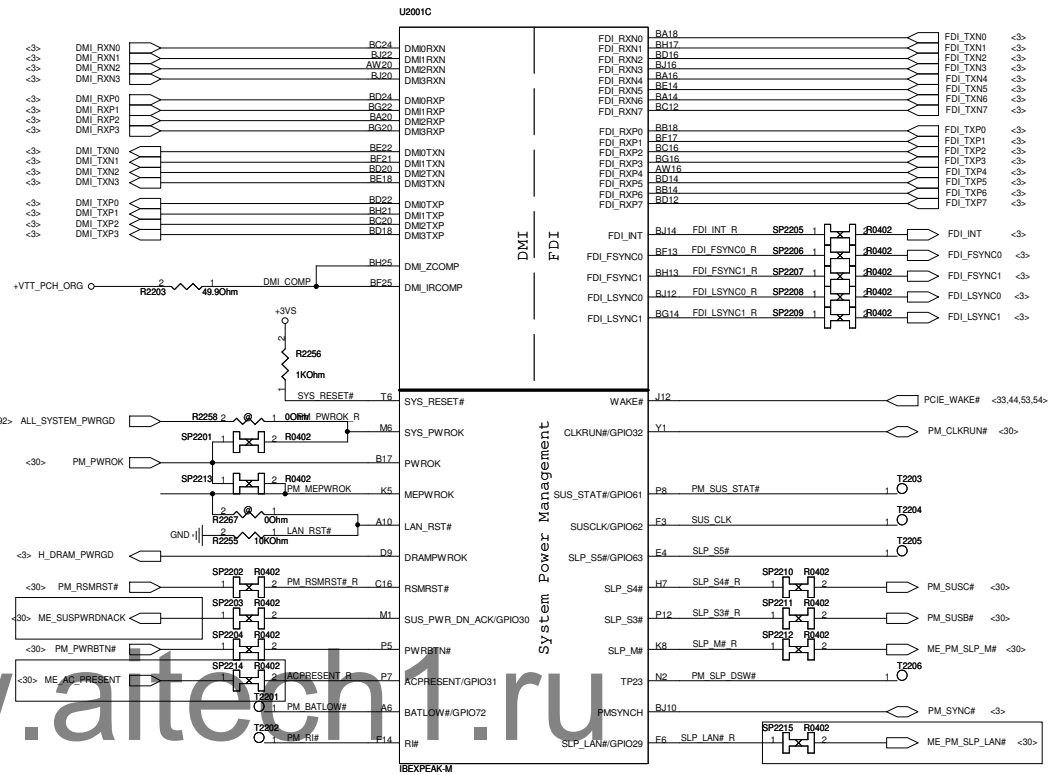 U2001C
<3> DMI_RXN0 BC24 DMI0RXN
<3> DMI_RXN1 BJ22 DMI1RXN
<3> DMI_RXN2 AW20 DMI2RXN
<3> DMI_RXN3 BJ20 DMI3RXN
<3> DMI_RXP0 BD24 DMI0RXP
<3> DMI_RXP1 BG22 DMI1RXP
<3> DMI_RXP2 BA20 DMI2RXP
<3> DMI_RXP3 BG20 DMI3RXP
<3> DMI_TXN0 BE22 DMI0TXN
<3> DMI_TXN1 BF21 DMI1TXN
<3> DMI_TXN2 BD20 DMI2TXN
<3> DMI_TXN3 BE18 DMI3TXN
<3> DMI_TXP0 BD22 DMI0TXP
<3> DMI_TXP1 BH21 DMI1TXP
<3> DMI_TXP2 BC20 DMI2TXP
<3> DMI_TXP3 BD18 DMI3TXP
BH25 DMI_ZCOMP
+VTT_PCH_ORG 2 1 DMI_COMP BF25 DMI_IRCOMP
R2203 49.9Ohm
DMI
FDI
FDI_RXN0 BA18 FDI_TXN0 <3>
FDI_RXN1 BH17 FDI_TXN1 <3>
FDI_RXN2 BD16 FDI_TXN2 <3>
FDI_RXN3 BJ16 FDI_TXN3 <3>
FDI_RXN4 BA16 FDI_TXN4 <3>
FDI_RXN5 BE14 FDI_TXN5 <3>
FDI_RXN6 BA14 FDI_TXN6 <3>
FDI_RXN7 BC12 FDI_TXN7 <3>
FDI_RXP0 BB18 FDI_TXP0 <3>
FDI_RXP1 BF17 FDI_TXP1 <3>
FDI_RXP2 BC16 FDI_TXP2 <3>
FDI_RXP3 BG16 FDI_TXP3 <3>
FDI_RXP4 AW16 FDI_TXP4 <3>
FDI_RXP5 BD14 FDI_TXP5 <3>
FDI_RXP6 BB14 FDI_TXP6 <3>
FDI_RXP7 BD12 FDI_TXP7 <3>
FDI_INT BJ14 FDI_INT_R SP2205 1 2 R0402 FDI_INT <3>
FDI_FSYNC0 BF13 FDI_FSYNC0_R SP2206 1 2 R0402 FDI_FSYNC0 <3>
FDI_FSYNC1 BH13 FDI_FSYNC1_R SP2207 1 2 R0402 FDI_FSYNC1 <3>
FDI_LSYNC0 BJ12 FDI_LSYNC0_R SP2208 1 2 R0402 FDI_LSYNC0 <3>
FDI_LSYNC1 BG14 FDI_LSYNC1_R SP2209 1 2 R0402 FDI_LSYNC1 <3>
+3VS
2
R2256
1KOhm
1
SYS_RESET# T6 SYS_RESET#
92> ALL_SYSTEM_PWRGD R2258 2 @ 1 0Ohm PM_PWROK_R
M6 SYS_PWROK
SP2201 1 2 R0402
<30> PM_PWROK B17 PWROK
SP2213 1 2 R0402
PM_MEPWROK K5 MEPWROK
2 @ 1
R2267 0Ohm
A10 LAN_RST#
GND 2 1 LAN_RST#
R2255 10KOhm
<3> H_DRAM_PWRGD D9 DRAMPWROK
SP2202 R0402
<30> PM_RSMRST# 1 2 PM_RSMRST#_R C16 RSMRST#
SP2203 R0402
<30> ME_SUSPWRDNACK 1 2 M1 SUS_PWR_DN_ACK/GPIO30
SP2204 R0402
<30> PM_PWRBTN# 1 2 P5 PWRBTN#
SP2214 R0402
<30> ME_AC_PRESENT 1 2 ACPRESENT_R P7 ACPRESENT/GPIO31
T2201 1 PM_BATLOW# A6 BATLOW#/GPIO72
T2202 1 PM_RI# F14 RI#
System Power Management
WAKE# J12 PCIE_WAKE# <33,44,53,54>
CLKRUN#/GPIO32 Y1 PM_CLKRUN# <30>
SUS_STAT#/GPIO61 P8 PM_SUS_STAT# 1 T2203
SUSCLK/GPIO62 F3 SUS_CLK 1 T2204
SLP_S5#/GPIO63 E4 SLP_S5# 1 T2205
SP2210 R0402
SLP_S4# H7 SLP_S4#_R 1 2 PM_SUSC# <30>
SP2211 R0402
SLP_S3# P12 SLP_S3#_R 1 2 PM_SUSB# <30>
SP2212 R0402
SLP_M# K8 SLP_M#_R 1 2 ME_PM_SLP_M# <30>
TP23 N2 PM_SLP_DSW# 1 T2206
PMSYNCH BJ10 PM_SYNC# <3>
SP2215 R0402
SLP_LAN#/GPIO29 F6 SLP_LAN#_R 1 2 ME_PM_SLP_LAN# <30>
IBEXPEAK-M
w.aitech1.ru